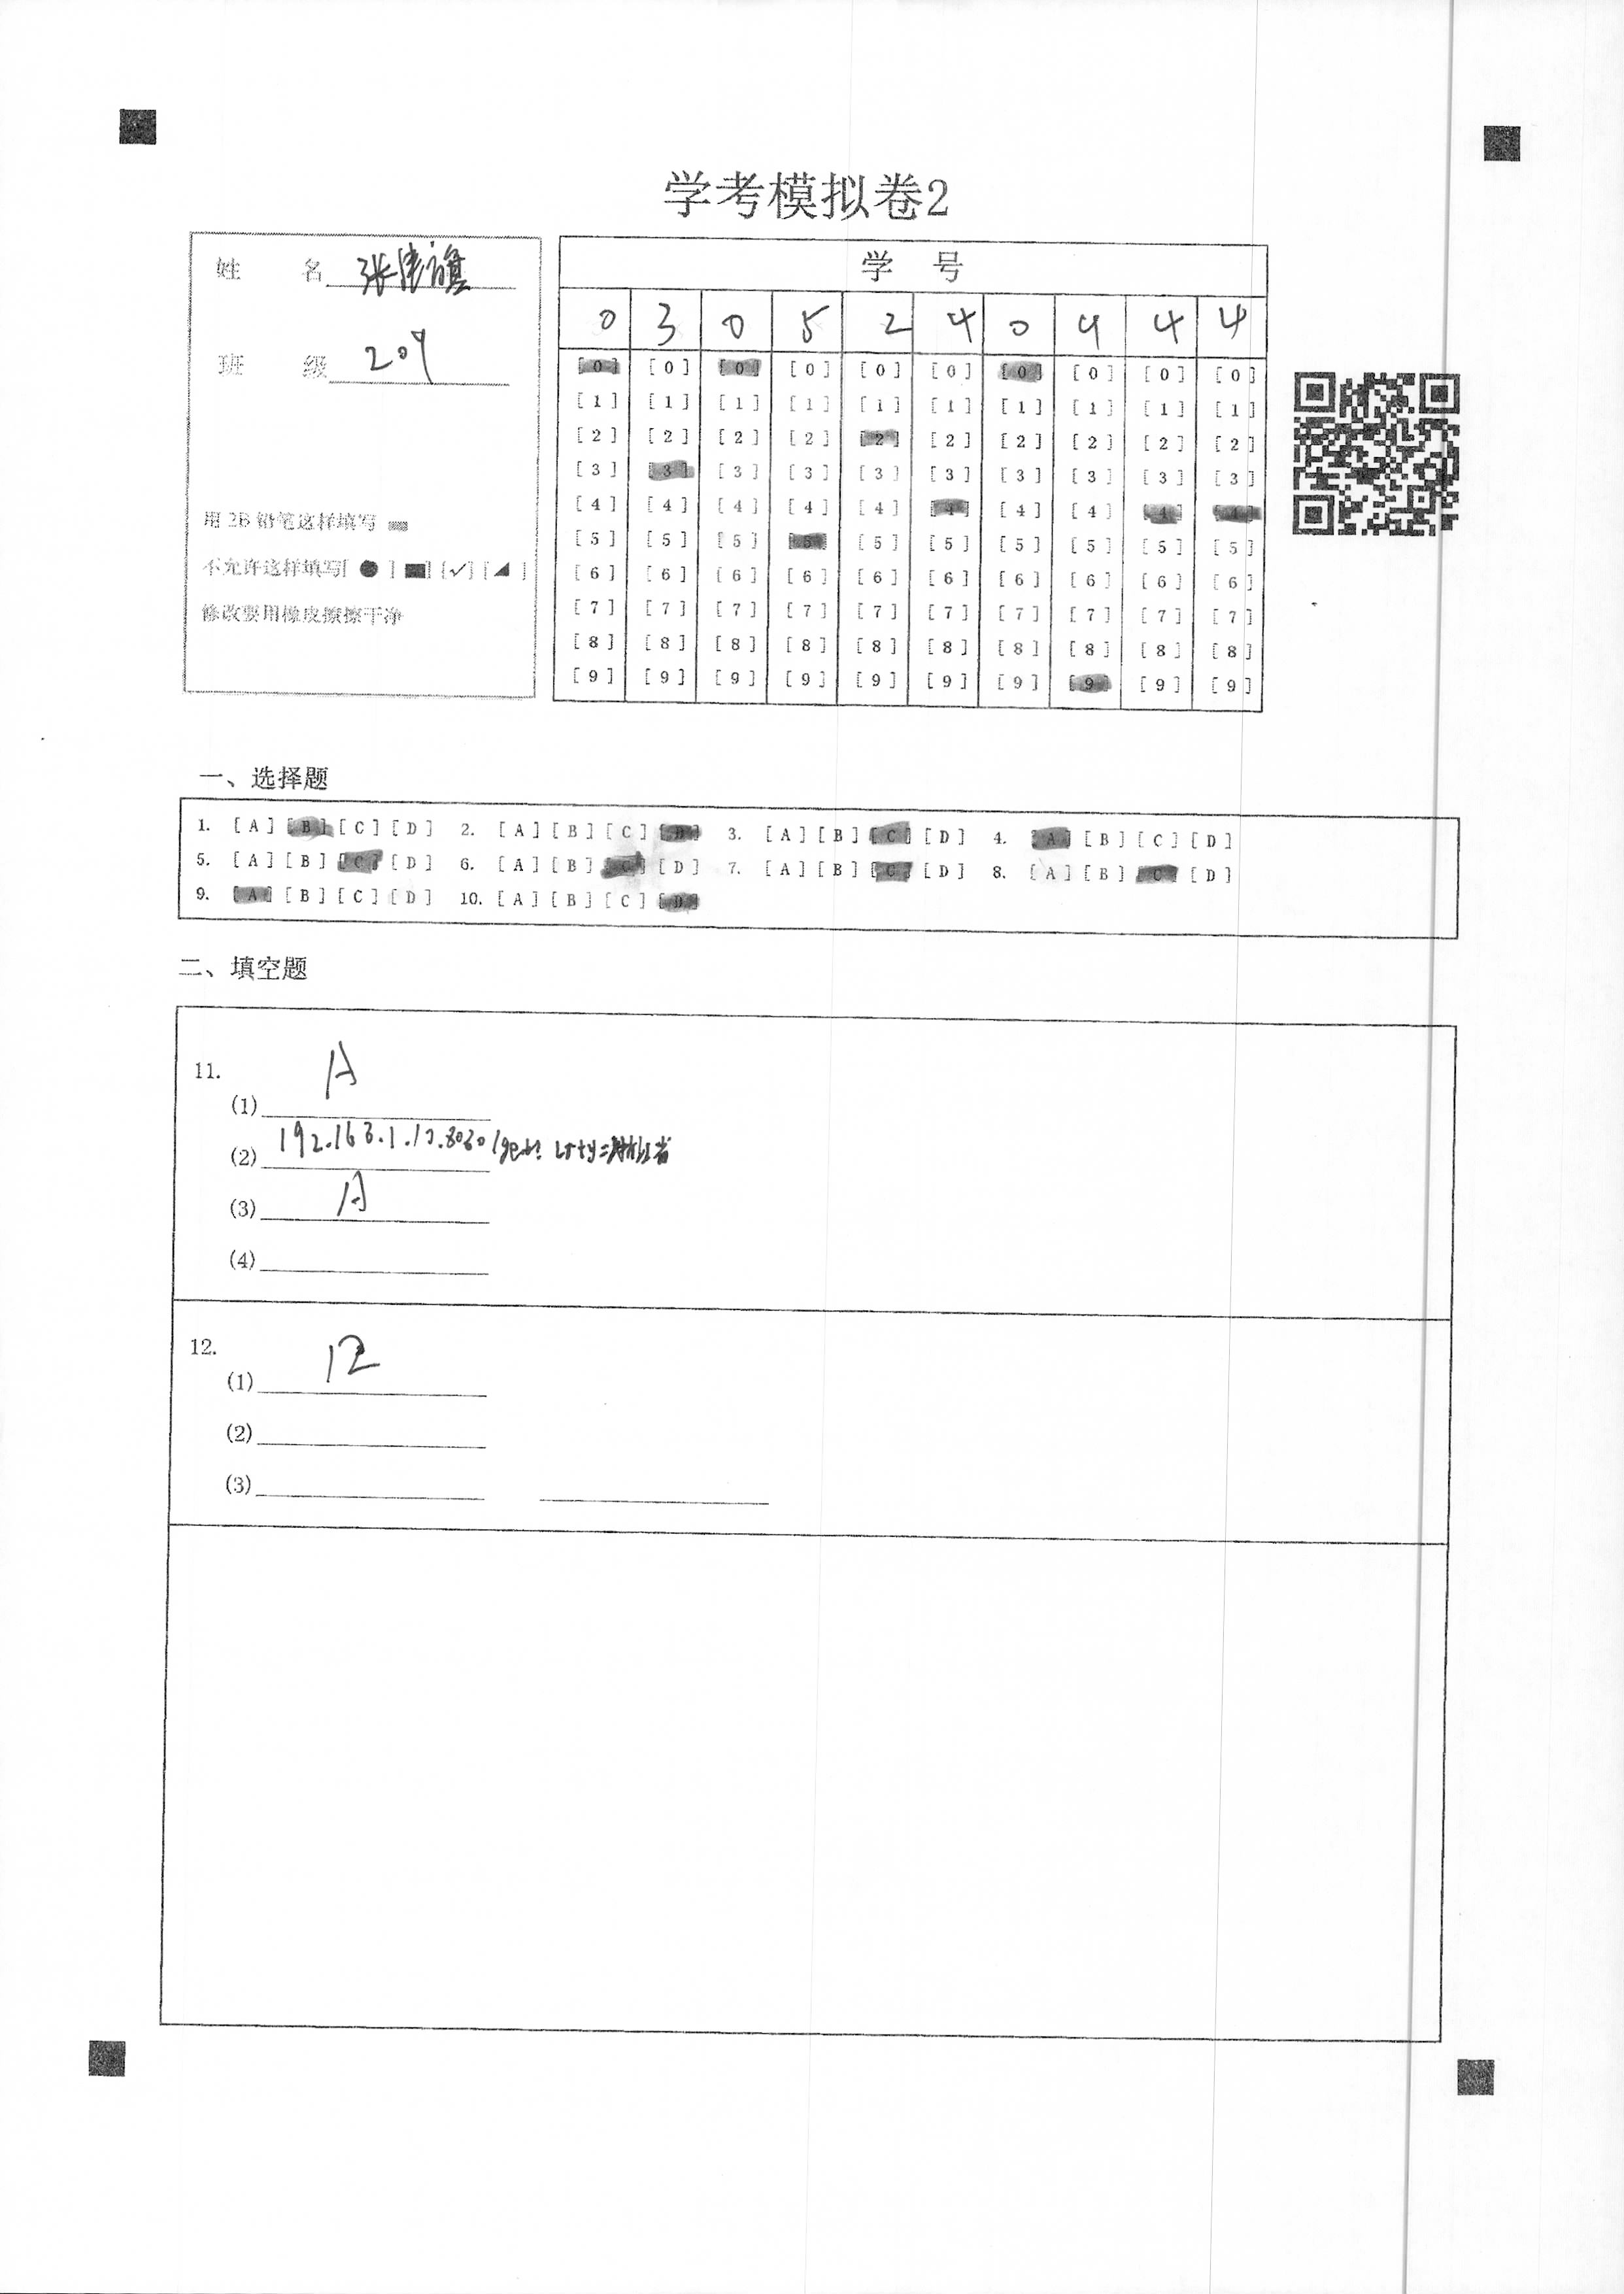 学考模拟卷2
姓 名 张 旗
班 级 209
用 2B 铅笔这样填写
不允许这样填写[ ● ] [■] [✓] [◢ ]
修改要用橡皮擦擦干净
学 号
0 3 0 5 2 4 0 9 4 4
[0] [0] [0] [0] [0] [0] [0] [0] [0] [0]
[1] [1] [1] [1] [1] [1] [1] [1] [1] [1]
[2] [2] [2] [2] [2] [2] [2] [2] [2] [2]
[3] [3] [3] [3] [3] [3] [3] [3] [3] [3]
[4] [4] [4] [4] [4] [4] [4] [4] [4] [4]
[5] [5] [5] [5] [5] [5] [5] [5] [5] [5]
[6] [6] [6] [6] [6] [6] [6] [6] [6] [6]
[7] [7] [7] [7] [7] [7] [7] [7] [7] [7]
[8] [8] [8] [8] [8] [8] [8] [8] [8] [8]
[9] [9] [9] [9] [9] [9] [9] [9] [9] [9]
一、选择题
1. [A] [B] [C] [D] 2. [A] [B] [C] [D] 3. [A] [B] [C] [D] 4. [A] [B] [C] [D]
5. [A] [B] [C] [D] 6. [A] [B] [C] [D] 7. [A] [B] [C] [D] 8. [A] [B] [C] [D]
9. [A] [B] [C] [D] 10. [A] [B] [C] [D]
二、填空题
11.
(1) A
(2) 192.168.1.10.8080
(3) A
(4)
12.
(1) 12
(2)
(3)